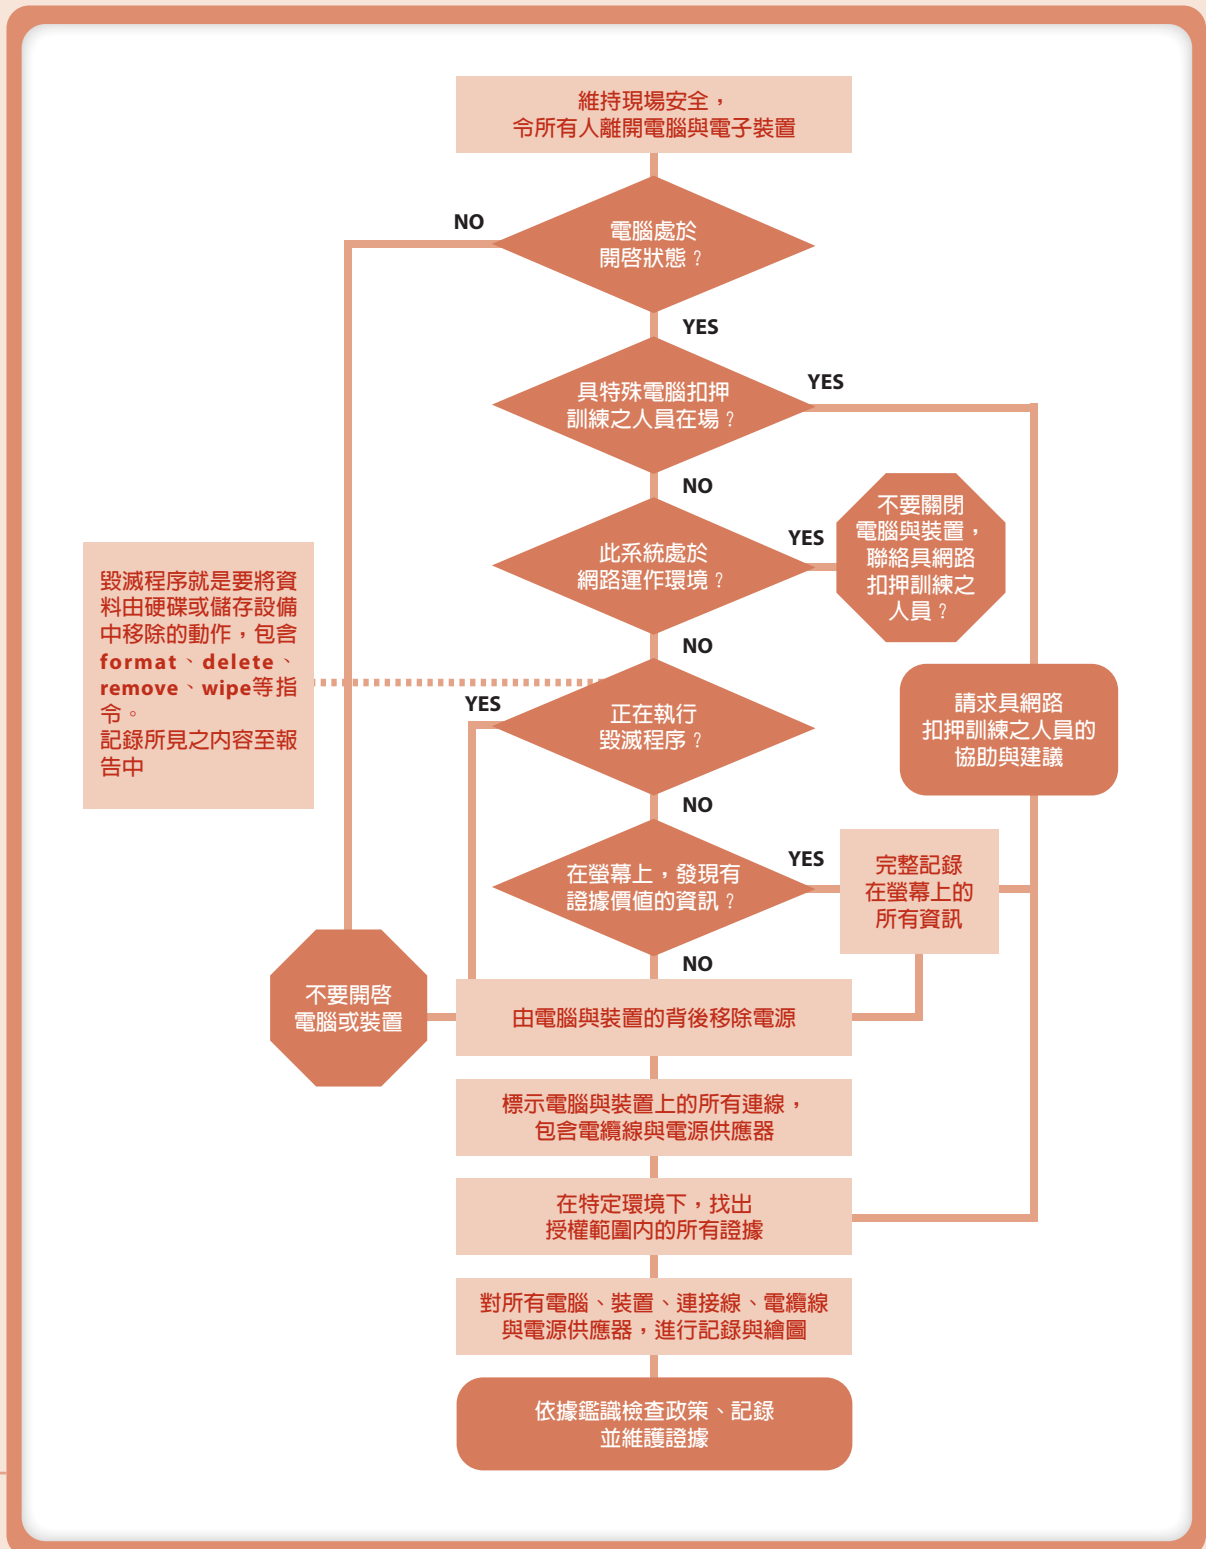 維持現場安全，
令所有人離開電腦與電子裝置
NO
電腦處於
開啓狀態？
YES
具特殊電腦扣押
訓練之人員在場？
YES
NO
此系統處於
網路運作環境？
YES
不要關閉
電腦與裝置，
聯絡具網路
扣押訓練之
人員？
毀滅程序就是要將資
料由硬碟或儲存設備
中移除的動作，包含
format、delete、
remove、wipe等指
令。
記錄所見之內容至報
告中
NO
YES
正在執行
毀滅程序？
請求具網路
扣押訓練之人員的
協助與建議
NO
在螢幕上，發現有
證據價值的資訊？
YES
完整記錄
在螢幕上的
所有資訊
NO
不要開啓
電腦或裝置
由電腦與裝置的背後移除電源
標示電腦與裝置上的所有連線，
包含電纜線與電源供應器
在特定環境下，找出
授權範圍內的所有證據
對所有電腦、裝置、連接線、電纜線
與電源供應器，進行記錄與繪圖
依據鑑識檢查政策、記錄
並維護證據